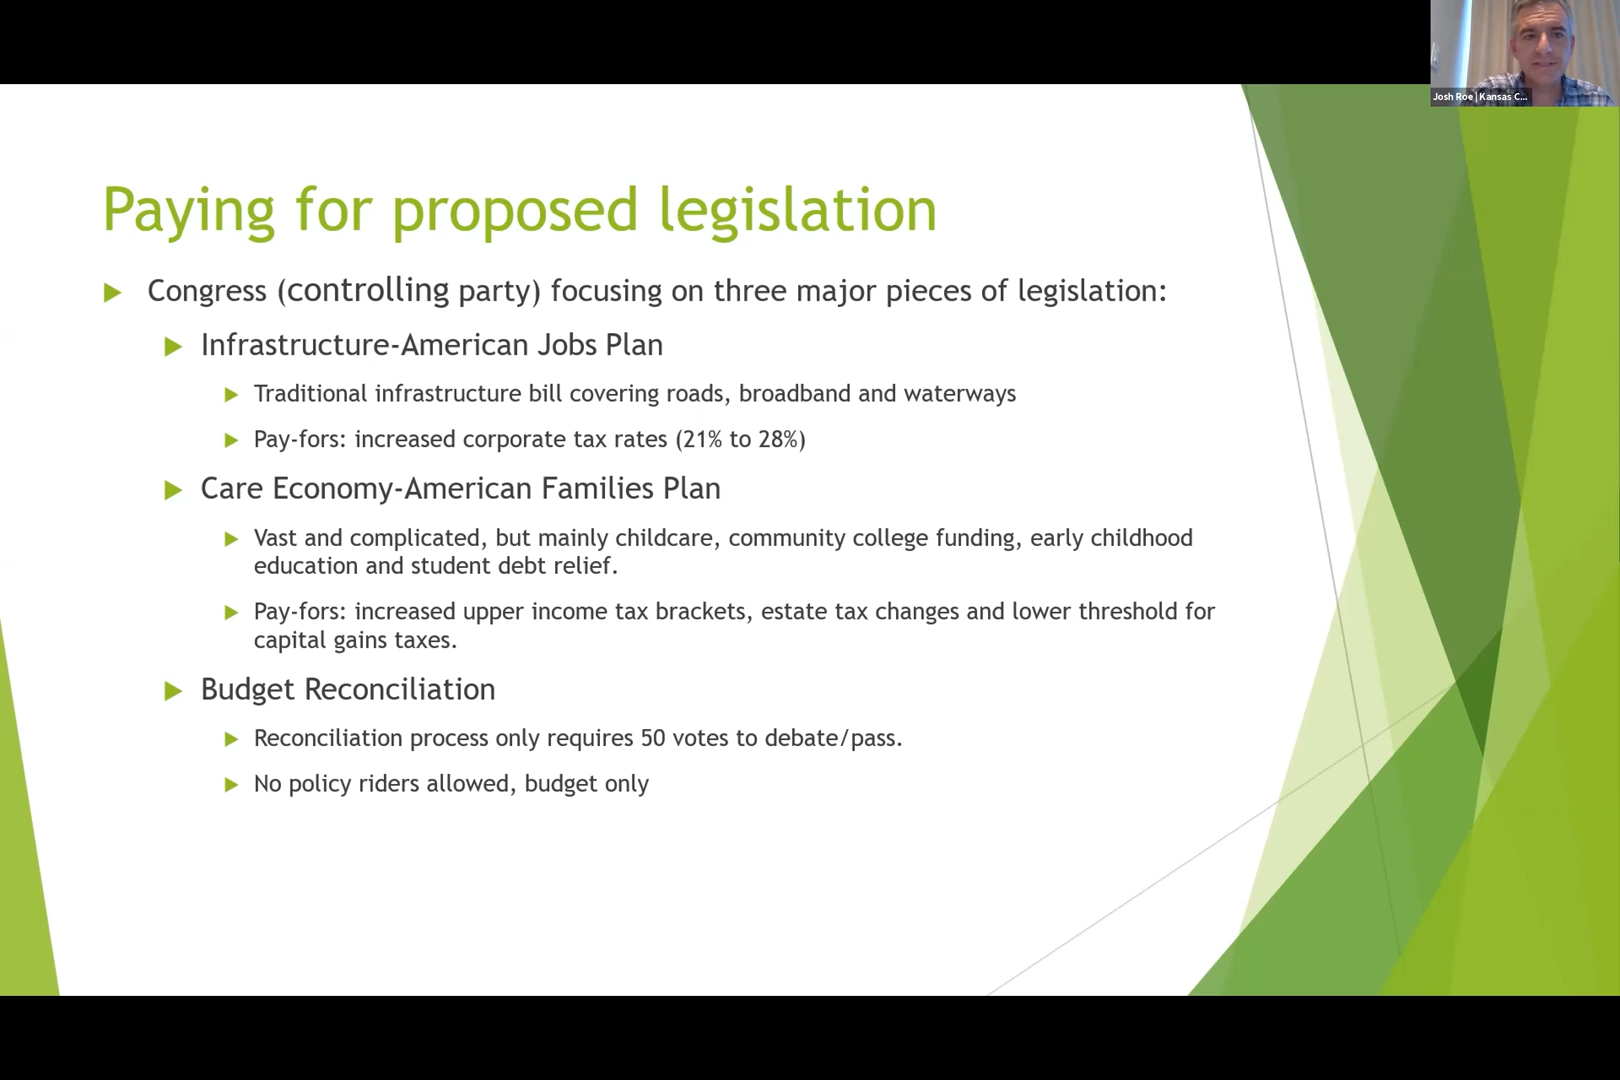 Josh Roe | Kansas C...
Paying for proposed legislation
Congress (controlling party) focusing on three major pieces of legislation:
Infrastructure-American Jobs Plan
Traditional infrastructure bill covering roads, broadband and waterways
Pay-fors: increased corporate tax rates (21% to 28%)
Care Economy-American Families Plan
Vast and complicated, but mainly childcare, community college funding, early childhood
education and student debt relief.
Pay-fors: increased upper income tax brackets, estate tax changes and lower threshold for
capital gains taxes.
Budget Reconciliation
Reconciliation process only requires 50 votes to debate/pass.
No policy riders allowed, budget only